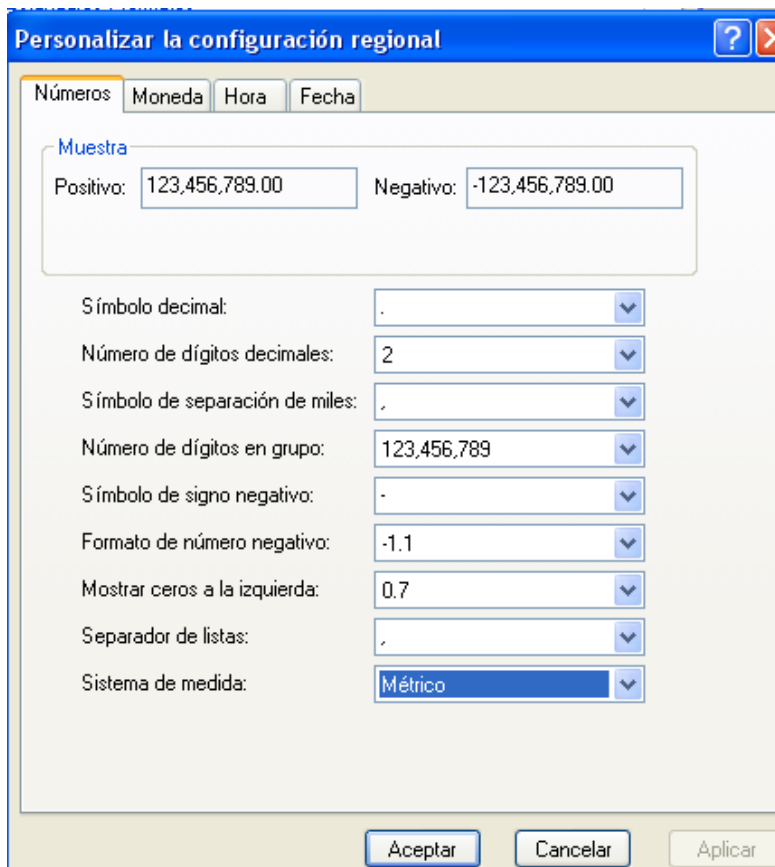 Personalizar la configuración regional
Números Moneda Hora Fecha
Muestra
Positivo: 123,456,789.00 Negativo: -123,456,789.00
Símbolo decimal: .
Número de dígitos decimales: 2
Símbolo de separación de miles: ,
Número de dígitos en grupo: 123,456,789
Símbolo de signo negativo: -
Formato de número negativo: -1.1
Mostrar ceros a la izquierda: 0.7
Separador de listas: ,
Sistema de medida: Métrico
Aceptar Cancelar Aplicar